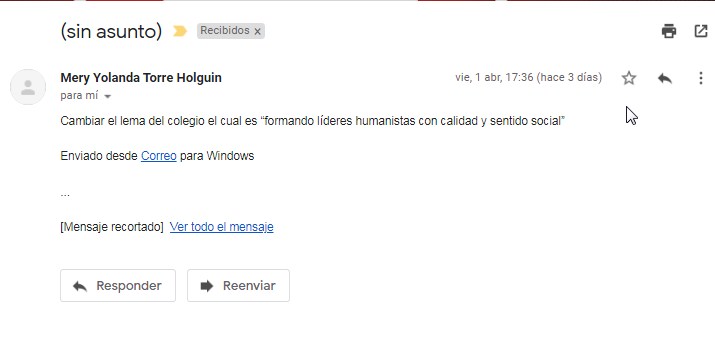 (sin asunto) Recibidos x
Mery Yolanda Torre Holguin vie, 1 abr, 17:36 (hace 3 días)
para mí
Cambiar el lema del colegio el cual es “formando líderes humanistas con calidad y sentido social”
Enviado desde Correo para Windows
...
[Mensaje recortado] Ver todo el mensaje
Responder Reenviar